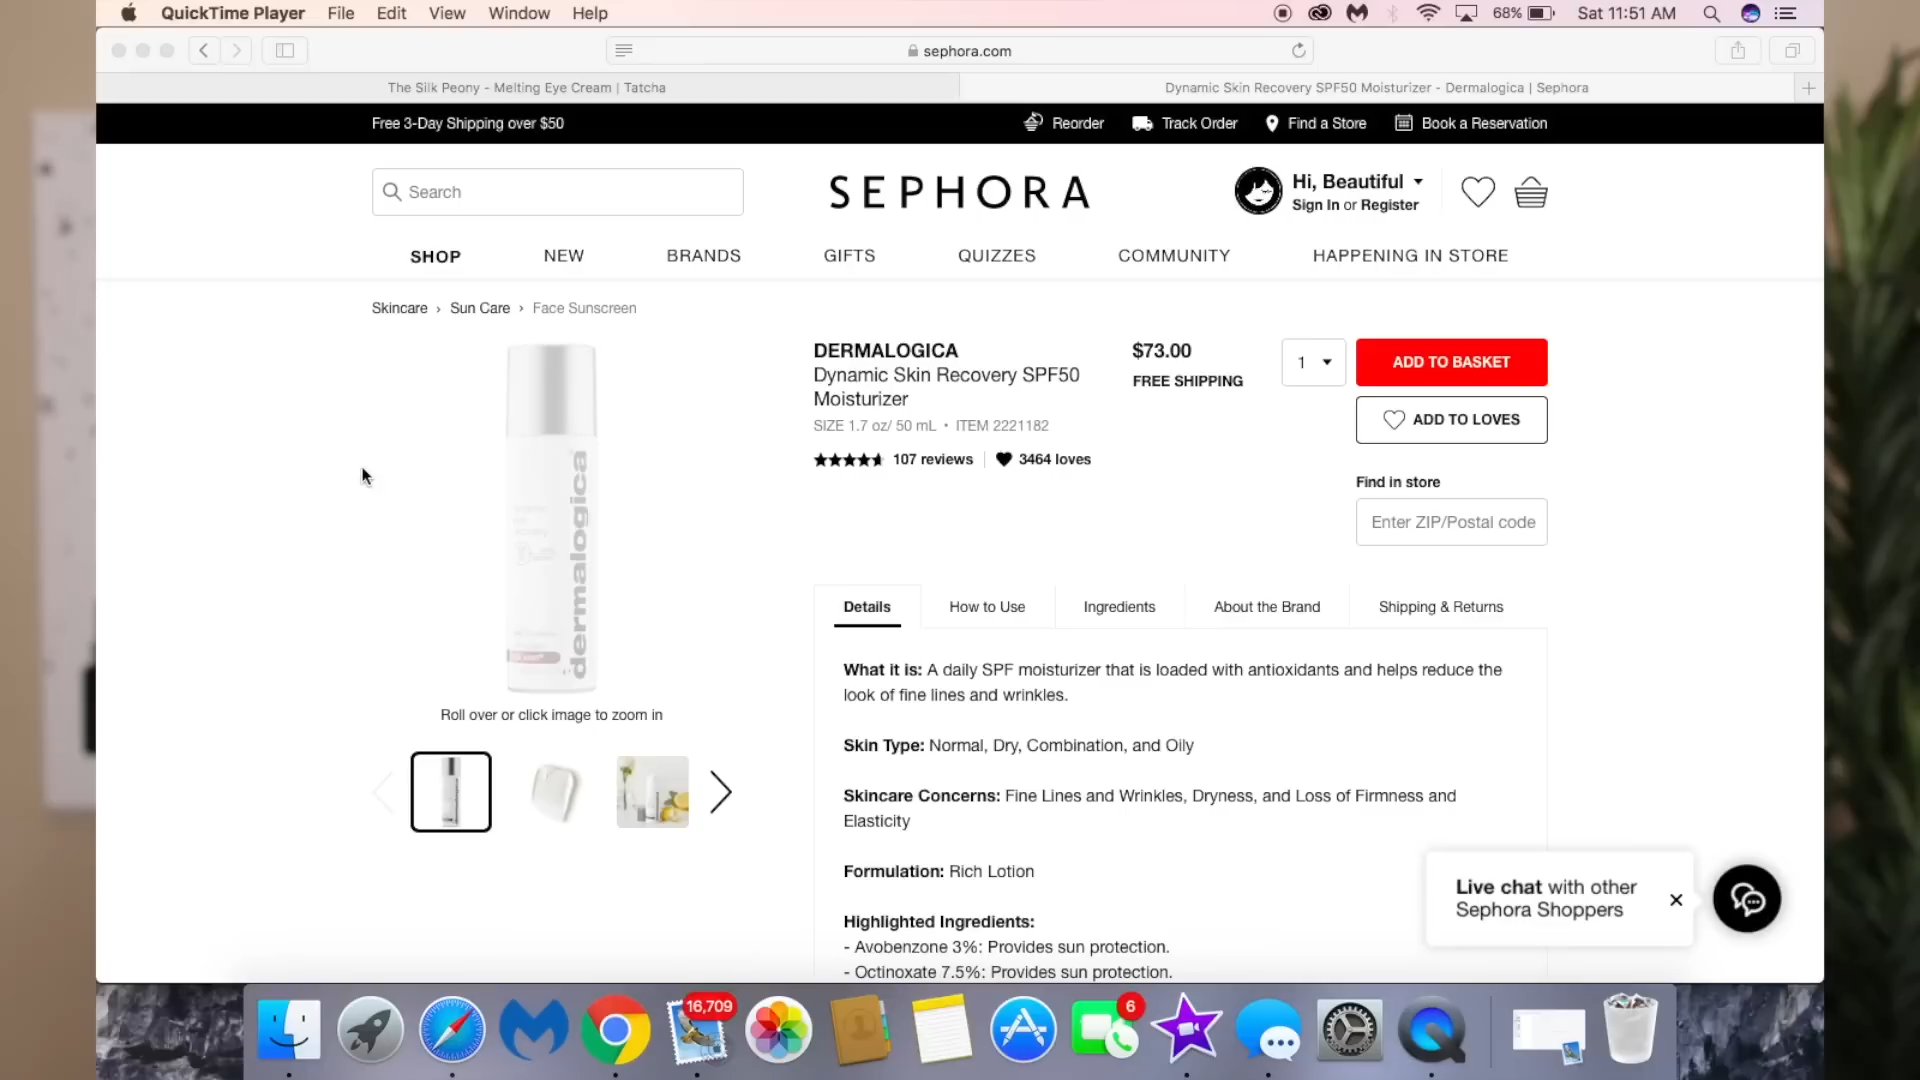 QuickTime Player File Edit View Window Help 68% Sat 11:51 AM
sephora.com
The Silk Peony - Melting Eye Cream | Tatcha
Dynamic Skin Recovery SPF50 Moisturizer - Dermalogica | Sephora
Free 3-Day Shipping over $50
Reorder Track Order Find a Store Book a Reservation
Search
SEPHORA
Hi, Beautiful
Sign In or Register
SHOP NEW BRANDS GIFTS QUIZZES COMMUNITY HAPPENING IN STORE
Skincare › Sun Care › Face Sunscreen
dermalogica
Roll over or click image to zoom in
DERMALOGICA
Dynamic Skin Recovery SPF50
Moisturizer
SIZE 1.7 oz/ 50 mL • ITEM 2221182
107 reviews 3464 loves
$73.00
FREE SHIPPING
1
ADD TO BASKET
ADD TO LOVES
Find in store
Enter ZIP/Postal code
Details How to Use Ingredients About the Brand Shipping & Returns
What it is: A daily SPF moisturizer that is loaded with antioxidants and helps reduce the
look of fine lines and wrinkles.
Skin Type: Normal, Dry, Combination, and Oily
Skincare Concerns: Fine Lines and Wrinkles, Dryness, and Loss of Firmness and
Elasticity
Formulation: Rich Lotion
Highlighted Ingredients:
- Avobenzone 3%: Provides sun protection.
- Octinoxate 7.5%: Provides sun protection.
Live chat with other
Sephora Shoppers
16,709
6